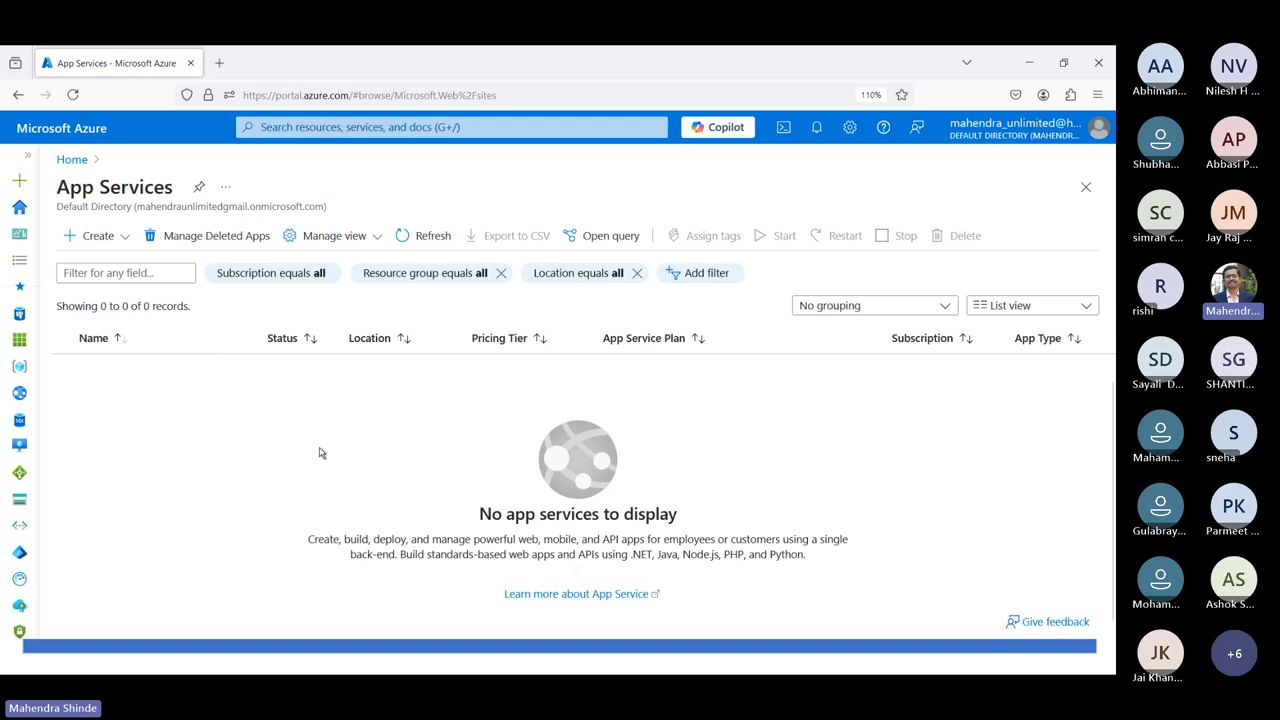 App Services - Microsoft Azure
https://portal.azure.com/#browse/Microsoft.Web%2Fsites
110%
Microsoft Azure
Search resources, services, and docs (G+/)
Copilot
mahendra_unlimited@h...
DEFAULT DIRECTORY (MAHENDR...
Home
App Services
...
Default Directory (mahendraunlimitedgmail.onmicrosoft.com)
Create
Manage Deleted Apps
Manage view
Refresh
Export to CSV
Open query
Assign tags
Start
Restart
Stop
Delete
Filter for any field...
Subscription equals all
Resource group equals all
Location equals all
Add filter
Showing 0 to 0 of 0 records.
No grouping
List view
Name
Status
Location
Pricing Tier
App Service Plan
Subscription
App Type
No app services to display
Create, build, deploy, and manage powerful web, mobile, and API apps for employees or customers using a single
back-end. Build standards-based web apps and APIs using .NET, Java, Node.js, PHP, and Python.
Learn more about App Service
Give feedback
AA
Abhiman...
NV
Nilesh H ...
Shubha...
AP
Abbasi P...
SC
simran c...
JM
Jay Raj ...
R
rishi
Mahendr...
SD
Sayali D...
SG
SHANTI...
Maham...
S
sneha
Gulabray...
PK
Parmeet ...
Moham...
AS
Ashok S...
JK
Jai Khan...
+6
Mahendra Shinde